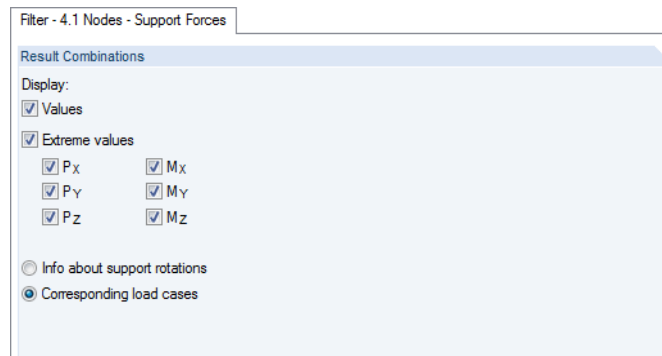 Filter - 4.1 Nodes - Support Forces
Result Combinations
Display:
Values
Extreme values
PX MX
PY MY
PZ MZ
Info about support rotations
Corresponding load cases